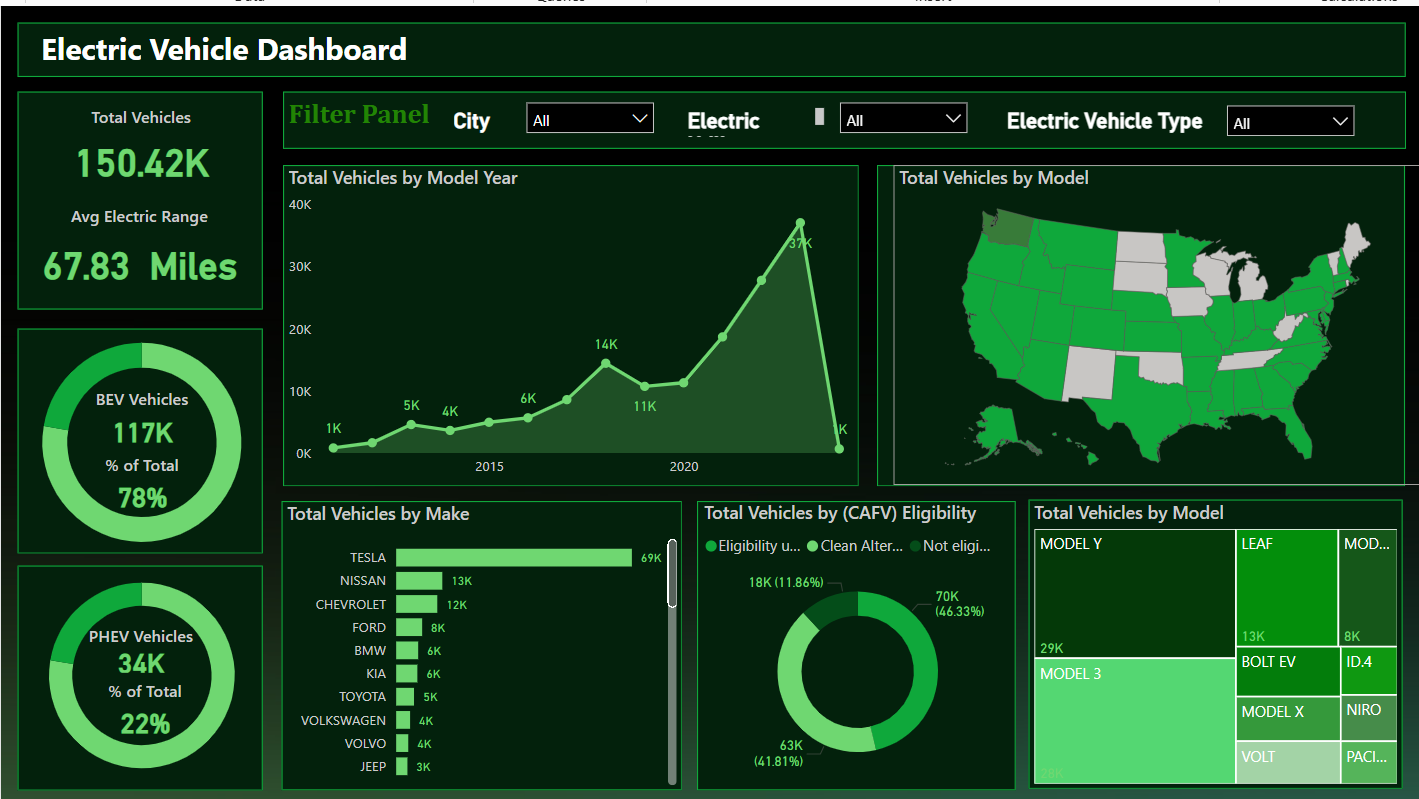 Electric Vehicle Dashboard
Total Vehicles
150.42K
Avg Electric Range
67.83 Miles
Filter Panel
City
All
Electric
All
Electric Vehicle Type
All
Total Vehicles by Model Year
40K
30K
20K
10K
0K
1K
5K
4K
6K
14K
11K
37K
K
2015
2020
Total Vehicles by Model
BEV Vehicles
117K
% of Total
78%
PHEV Vehicles
34K
% of Total
22%
Total Vehicles by Make
TESLA 69K
NISSAN 13K
CHEVROLET 12K
FORD 8K
BMW 6K
KIA 6K
TOYOTA 5K
VOLKSWAGEN 4K
VOLVO 4K
JEEP 3K
Total Vehicles by (CAFV) Eligibility
Eligibility u... Clean Alter... Not eligi...
18K (11.86%)
70K
(46.33%)
63K
(41.81%)
Total Vehicles by Model
MODEL Y
29K
MODEL 3
28K
LEAF
13K
MOD...
8K
BOLT EV
ID.4
MODEL X
NIRO
VOLT
PACI...